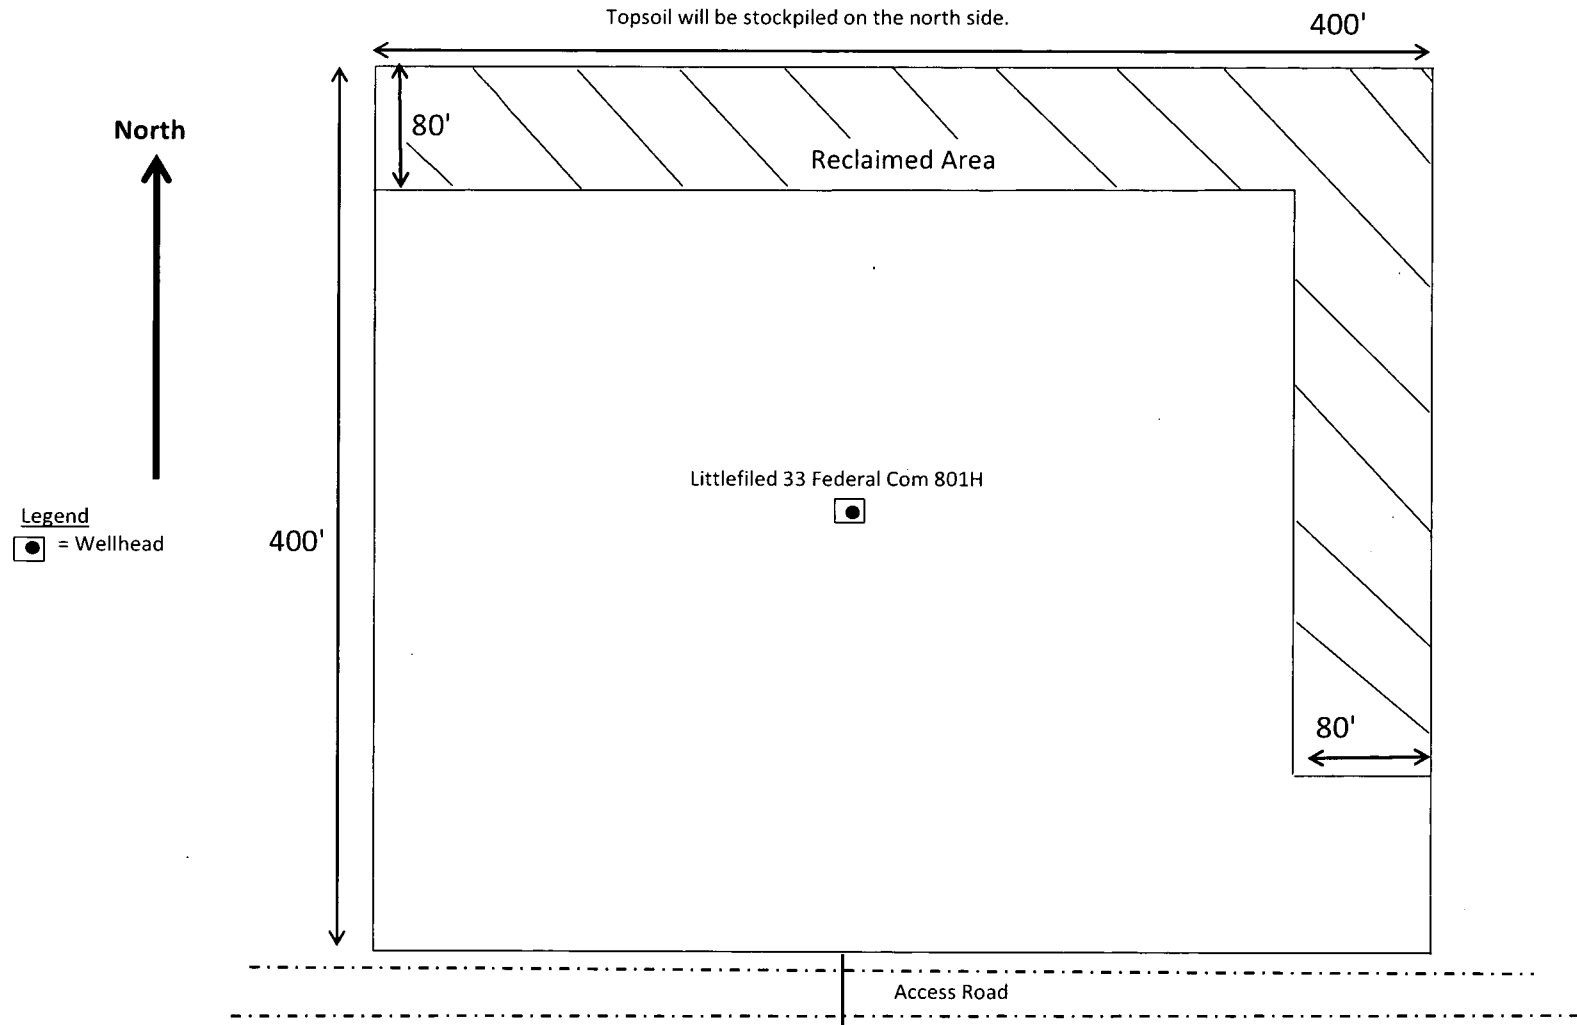 Topsoil will be stockpiled on the north side.
400'
North
80'
Reclaimed Area
Littlefiled 33 Federal Com 801H
Legend
= Wellhead
400'
80'
Access Road